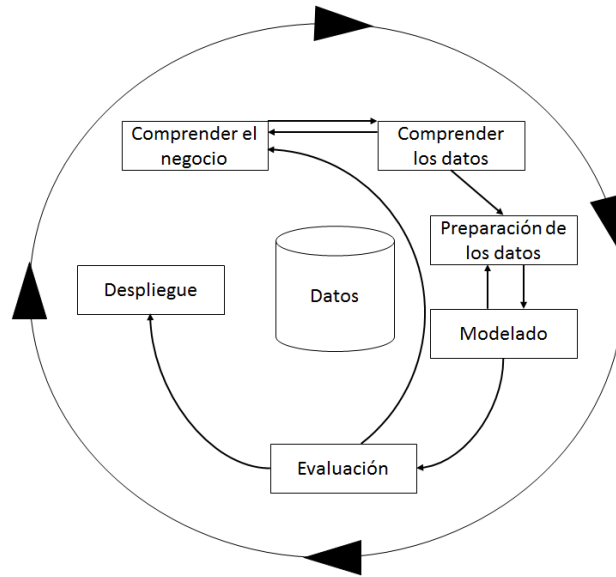 Comprender el
negocio
Comprender
los datos
Preparación de
los datos
Despliegue
Datos
Modelado
Evaluación